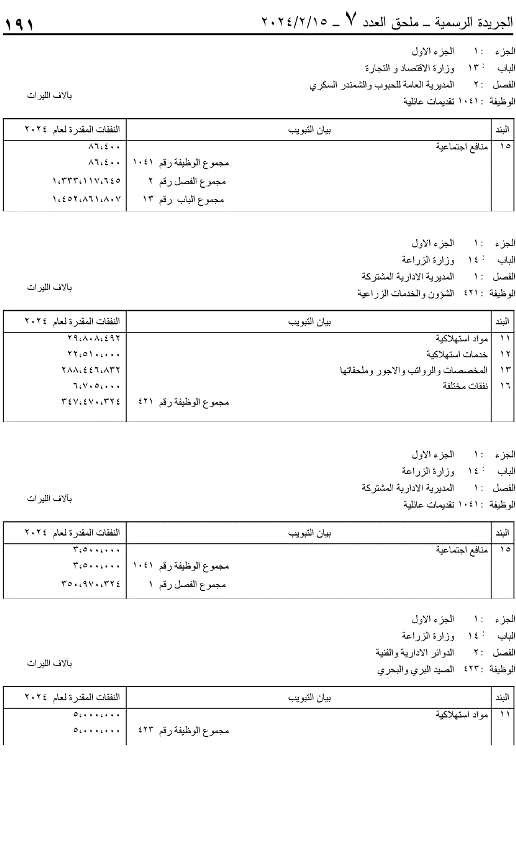 الجريدة الرسمية – ملحق العدد ٧ – ٢٠٢٤/٢/١٥ ١٩١
الجزء : ١ الجزء الاول
الباب : ١٣ وزارة الاقتصاد و التجارة
الفصل : ٢ المديرية العامة للحبوب والشمندر السكري
الوظيفة : ١٠٤١ تقديمات عائلية بآلاف الليرات
البند بيان التبويب النفقات المقدرة لعام ٢٠٢٤
١٥ منافع اجتماعية ٨٦،٤٠٠
مجموع الوظيفة رقم ١٠٤١ ٨٦،٤٠٠
مجموع الفصل رقم ٢ ١،٣٣٣،١١٧،٦٤٥
مجموع الباب رقم ١٣ ١،٤٥٢،٨٦١،٨٠٧
الجزء : ١ الجزء الاول
الباب : ١٤ وزارة الزراعة
الفصل : ١ المديرية الادارية المشتركة
الوظيفة : ٤٢١ الشؤون والخدمات الزراعية بآلاف الليرات
البند بيان التبويب النفقات المقدرة لعام ٢٠٢٤
١١ مواد استهلاكية ٢٩،٨٠٨،٤٩٢
١٢ خدمات استهلاكية ٢٢،٥١٠،٠٠٠
١٣ المخصصات والرواتب والاجور وملحقاتها ٢٨٨،٤٤٦،٨٣٢
١٦ نفقات مختلفة ٦،٧٠٥،٠٠٠
مجموع الوظيفة رقم ٤٢١ ٣٤٧،٤٧٠،٣٢٤
الجزء : ١ الجزء الاول
الباب : ١٤ وزارة الزراعة
الفصل : ١ المديرية الادارية المشتركة
الوظيفة : ١٠٤١ تقديمات عائلية بآلاف الليرات
البند بيان التبويب النفقات المقدرة لعام ٢٠٢٤
١٥ منافع اجتماعية ٣،٥٠٠،٠٠٠
مجموع الوظيفة رقم ١٠٤١ ٣،٥٠٠،٠٠٠
مجموع الفصل رقم ١ ٣٥٠،٩٧٠،٣٢٤
الجزء : ١ الجزء الاول
الباب : ١٤ وزارة الزراعة
الفصل : ٢ الدوائر الادارية والفنية
الوظيفة : ٤٢٣ الصيد البري والبحري بآلاف الليرات
البند بيان التبويب النفقات المقدرة لعام ٢٠٢٤
١١ مواد استهلاكية ٥،٠٠٠،٠٠٠
مجموع الوظيفة رقم ٤٢٣ ٥،٠٠٠،٠٠٠